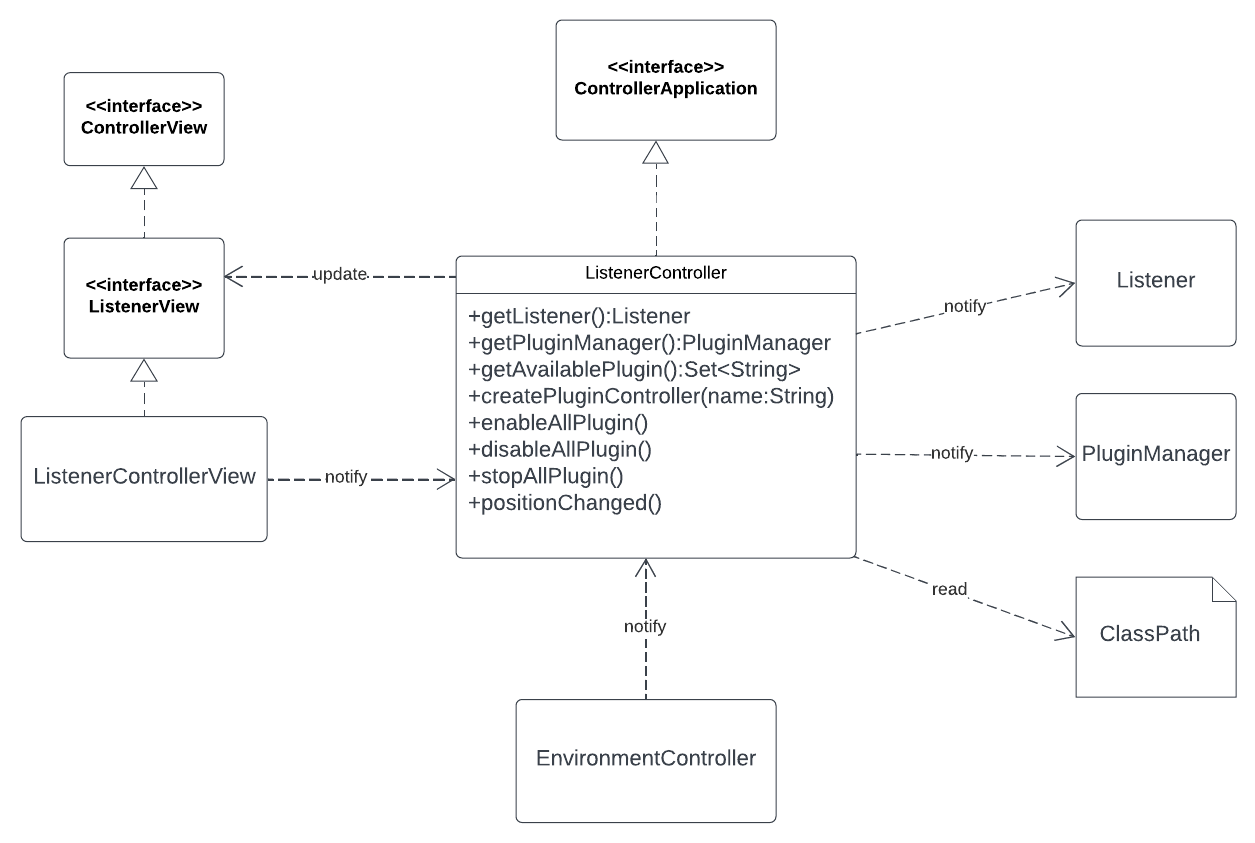 <<interface>>
ControllerApplication
<<interface>>
ControllerView
<<interface>>
ListenerView
update
ListenerController
+getListener():Listener
+getPluginManager():PluginManager
+getAvailablePlugin():Set<String>
+createPluginController(name:String)
+enableAllPlugin()
+disableAllPlugin()
+stopAllPlugin()
+positionChanged()
notify
Listener
ListenerControllerView
notify
notify
PluginManager
read
ClassPath
notify
EnvironmentController